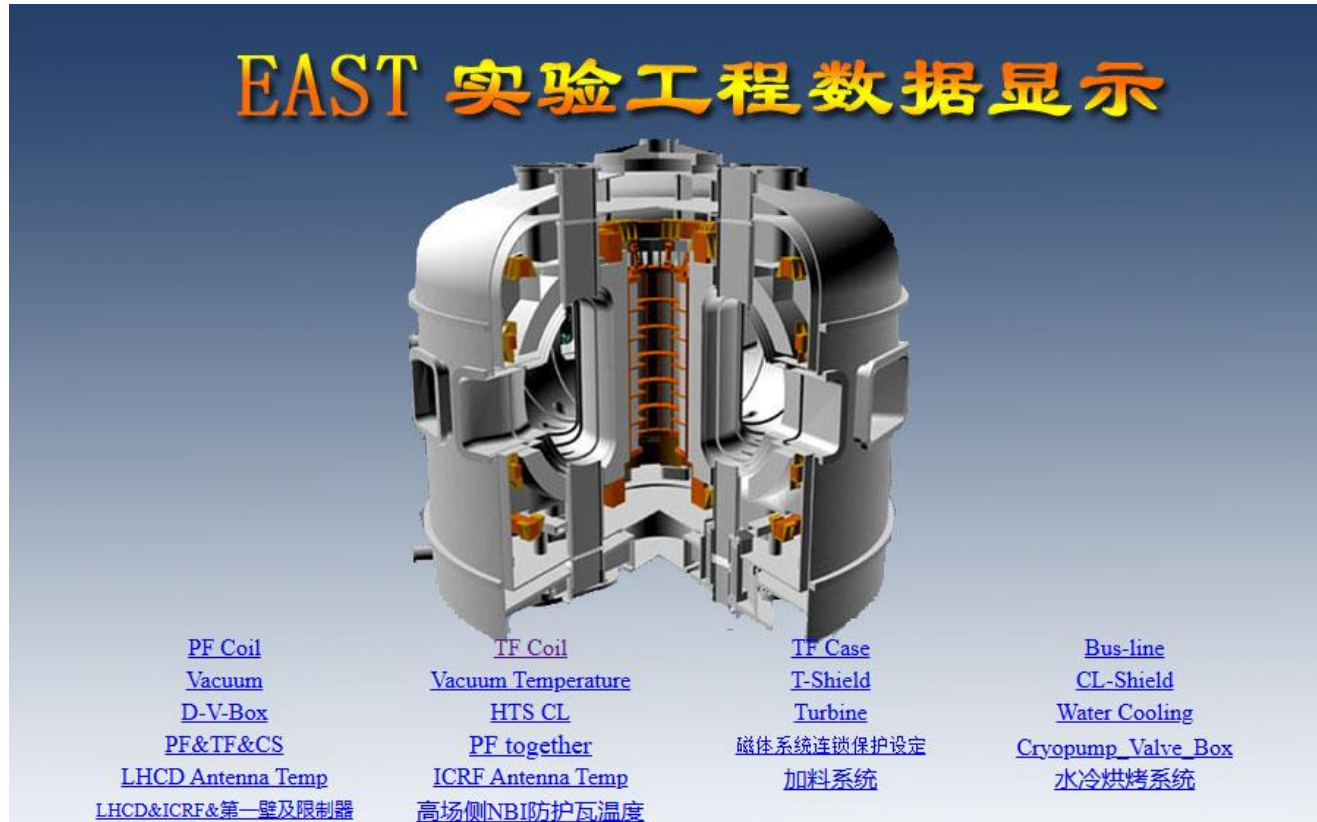 EAST 实验工程数据显示
PF Coil TF Coil TF Case Bus-line
Vacuum Vacuum Temperature T-Shield CL-Shield
D-V-Box HTS CL Turbine Water Cooling
PF&TF&CS PF together 磁体系统连锁保护设定 Cryopump_Valve_Box
LHCD Antenna Temp ICRF Antenna Temp 加料系统 水冷烘烤系统
LHCD&ICRF&第一壁及限制器 高场侧NBI防护瓦温度